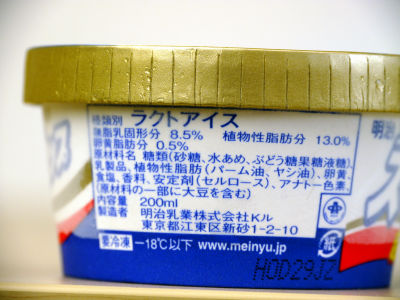 種類別 ラクトアイス
無脂乳固形分 8.5% 植物性脂肪分 13.0%
卵黄脂肪分 0.5%
原材料名 糖類(砂糖、水あめ、ぶどう糖果糖液糖)、
乳製品、植物性脂肪(パーム油、ヤシ油)、卵黄、
食塩、香料、安定剤(セルロース)、アナトー色素、
(原材料の一部に大豆を含む)
内容量 200ml
製造者 明治乳業株式会社Kル
東京都江東区新砂1-2-10
要冷凍 -18℃以下 www.meinyu.jp
紙
HOD29JZ
明治